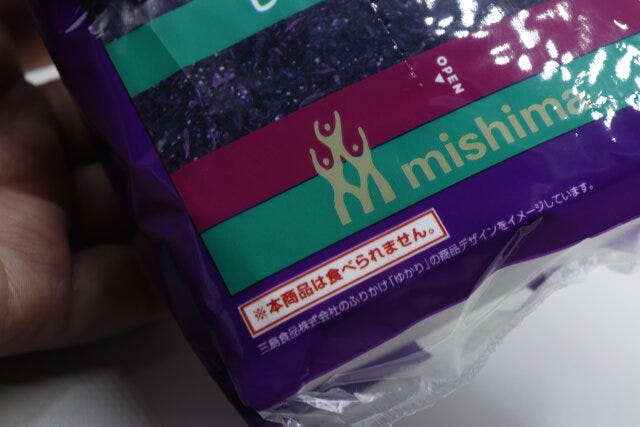 OPEN
mishima
※本商品は食べられません。
三島食品株式会社のふりかけ「ゆかり」の商品デザインをイメージしています。